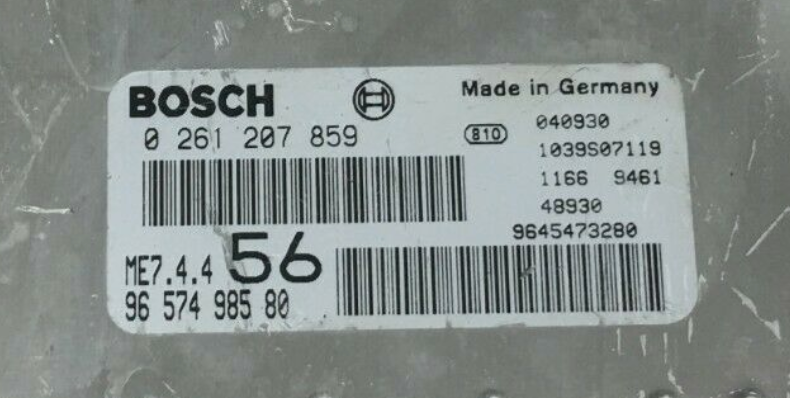 BOSCH
Made in Germany
0 261 207 859
810
040930
1039S07119
1166 9461
48930
9645473280
ME7.4.4 56
96 574 985 80